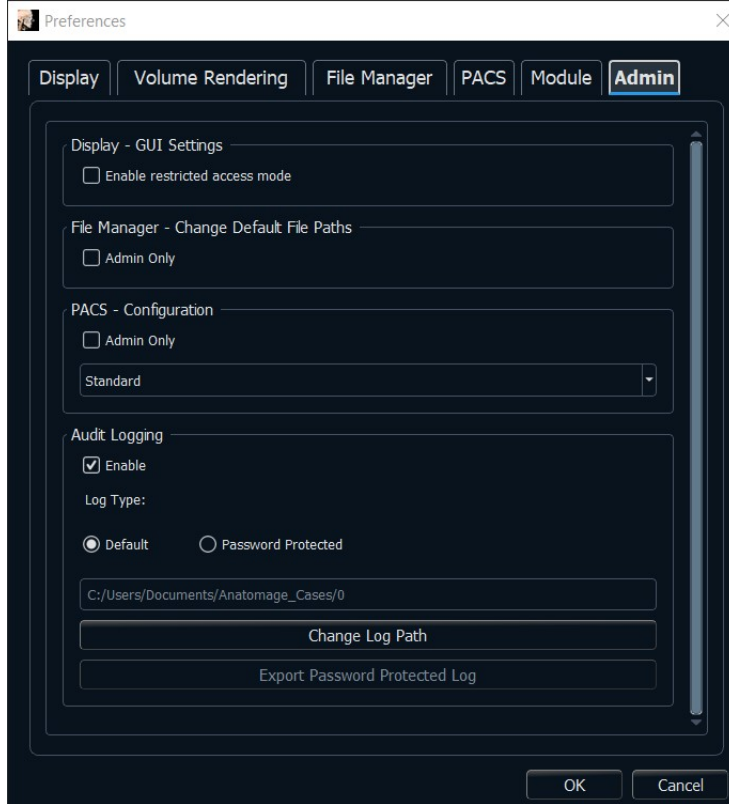 Preferences
Display Volume Rendering File Manager PACS Module Admin
Display - GUI Settings
Enable restricted access mode
File Manager - Change Default File Paths
Admin Only
PACS - Configuration
Admin Only
Standard
Audit Logging
Enable
Log Type:
Default Password Protected
C:/Users/Documents/Anatomage_Cases/0
Change Log Path
Export Password Protected Log
OK Cancel